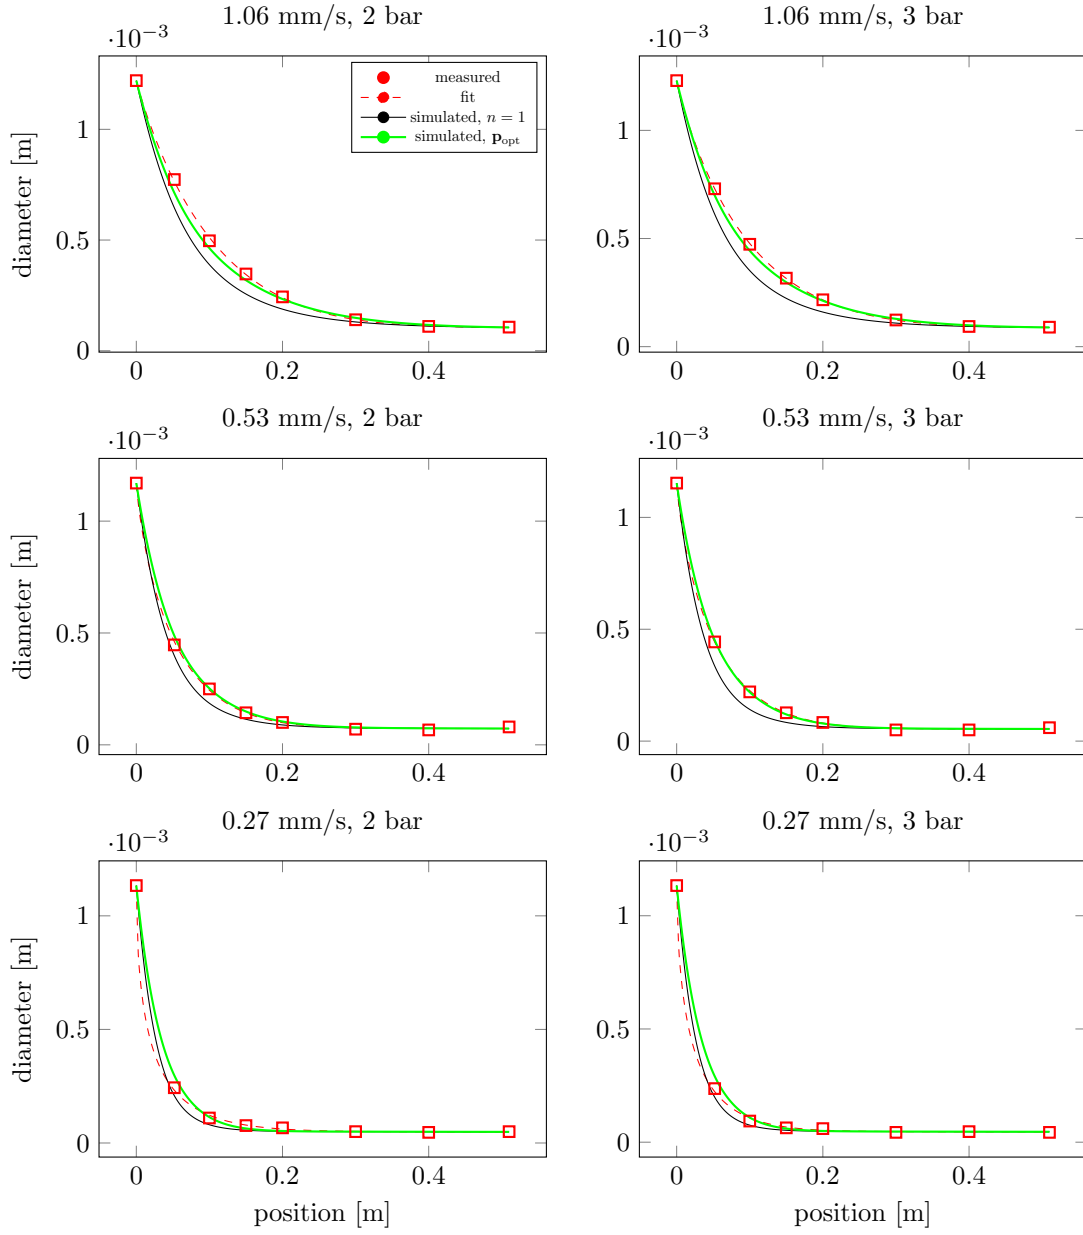 1.06 mm/s, 2 bar
·10⁻³
measured
fit
simulated, n = 1
simulated, p_opt
1
0.5
0
diameter [m]
0 0.2 0.4
1.06 mm/s, 3 bar
·10⁻³
1
0.5
0
0 0.2 0.4
0.53 mm/s, 2 bar
·10⁻³
1
0.5
0
diameter [m]
0 0.2 0.4
0.53 mm/s, 3 bar
·10⁻³
1
0.5
0
0 0.2 0.4
0.27 mm/s, 2 bar
·10⁻³
1
0.5
0
diameter [m]
0 0.2 0.4
position [m]
0.27 mm/s, 3 bar
·10⁻³
1
0.5
0
0 0.2 0.4
position [m]